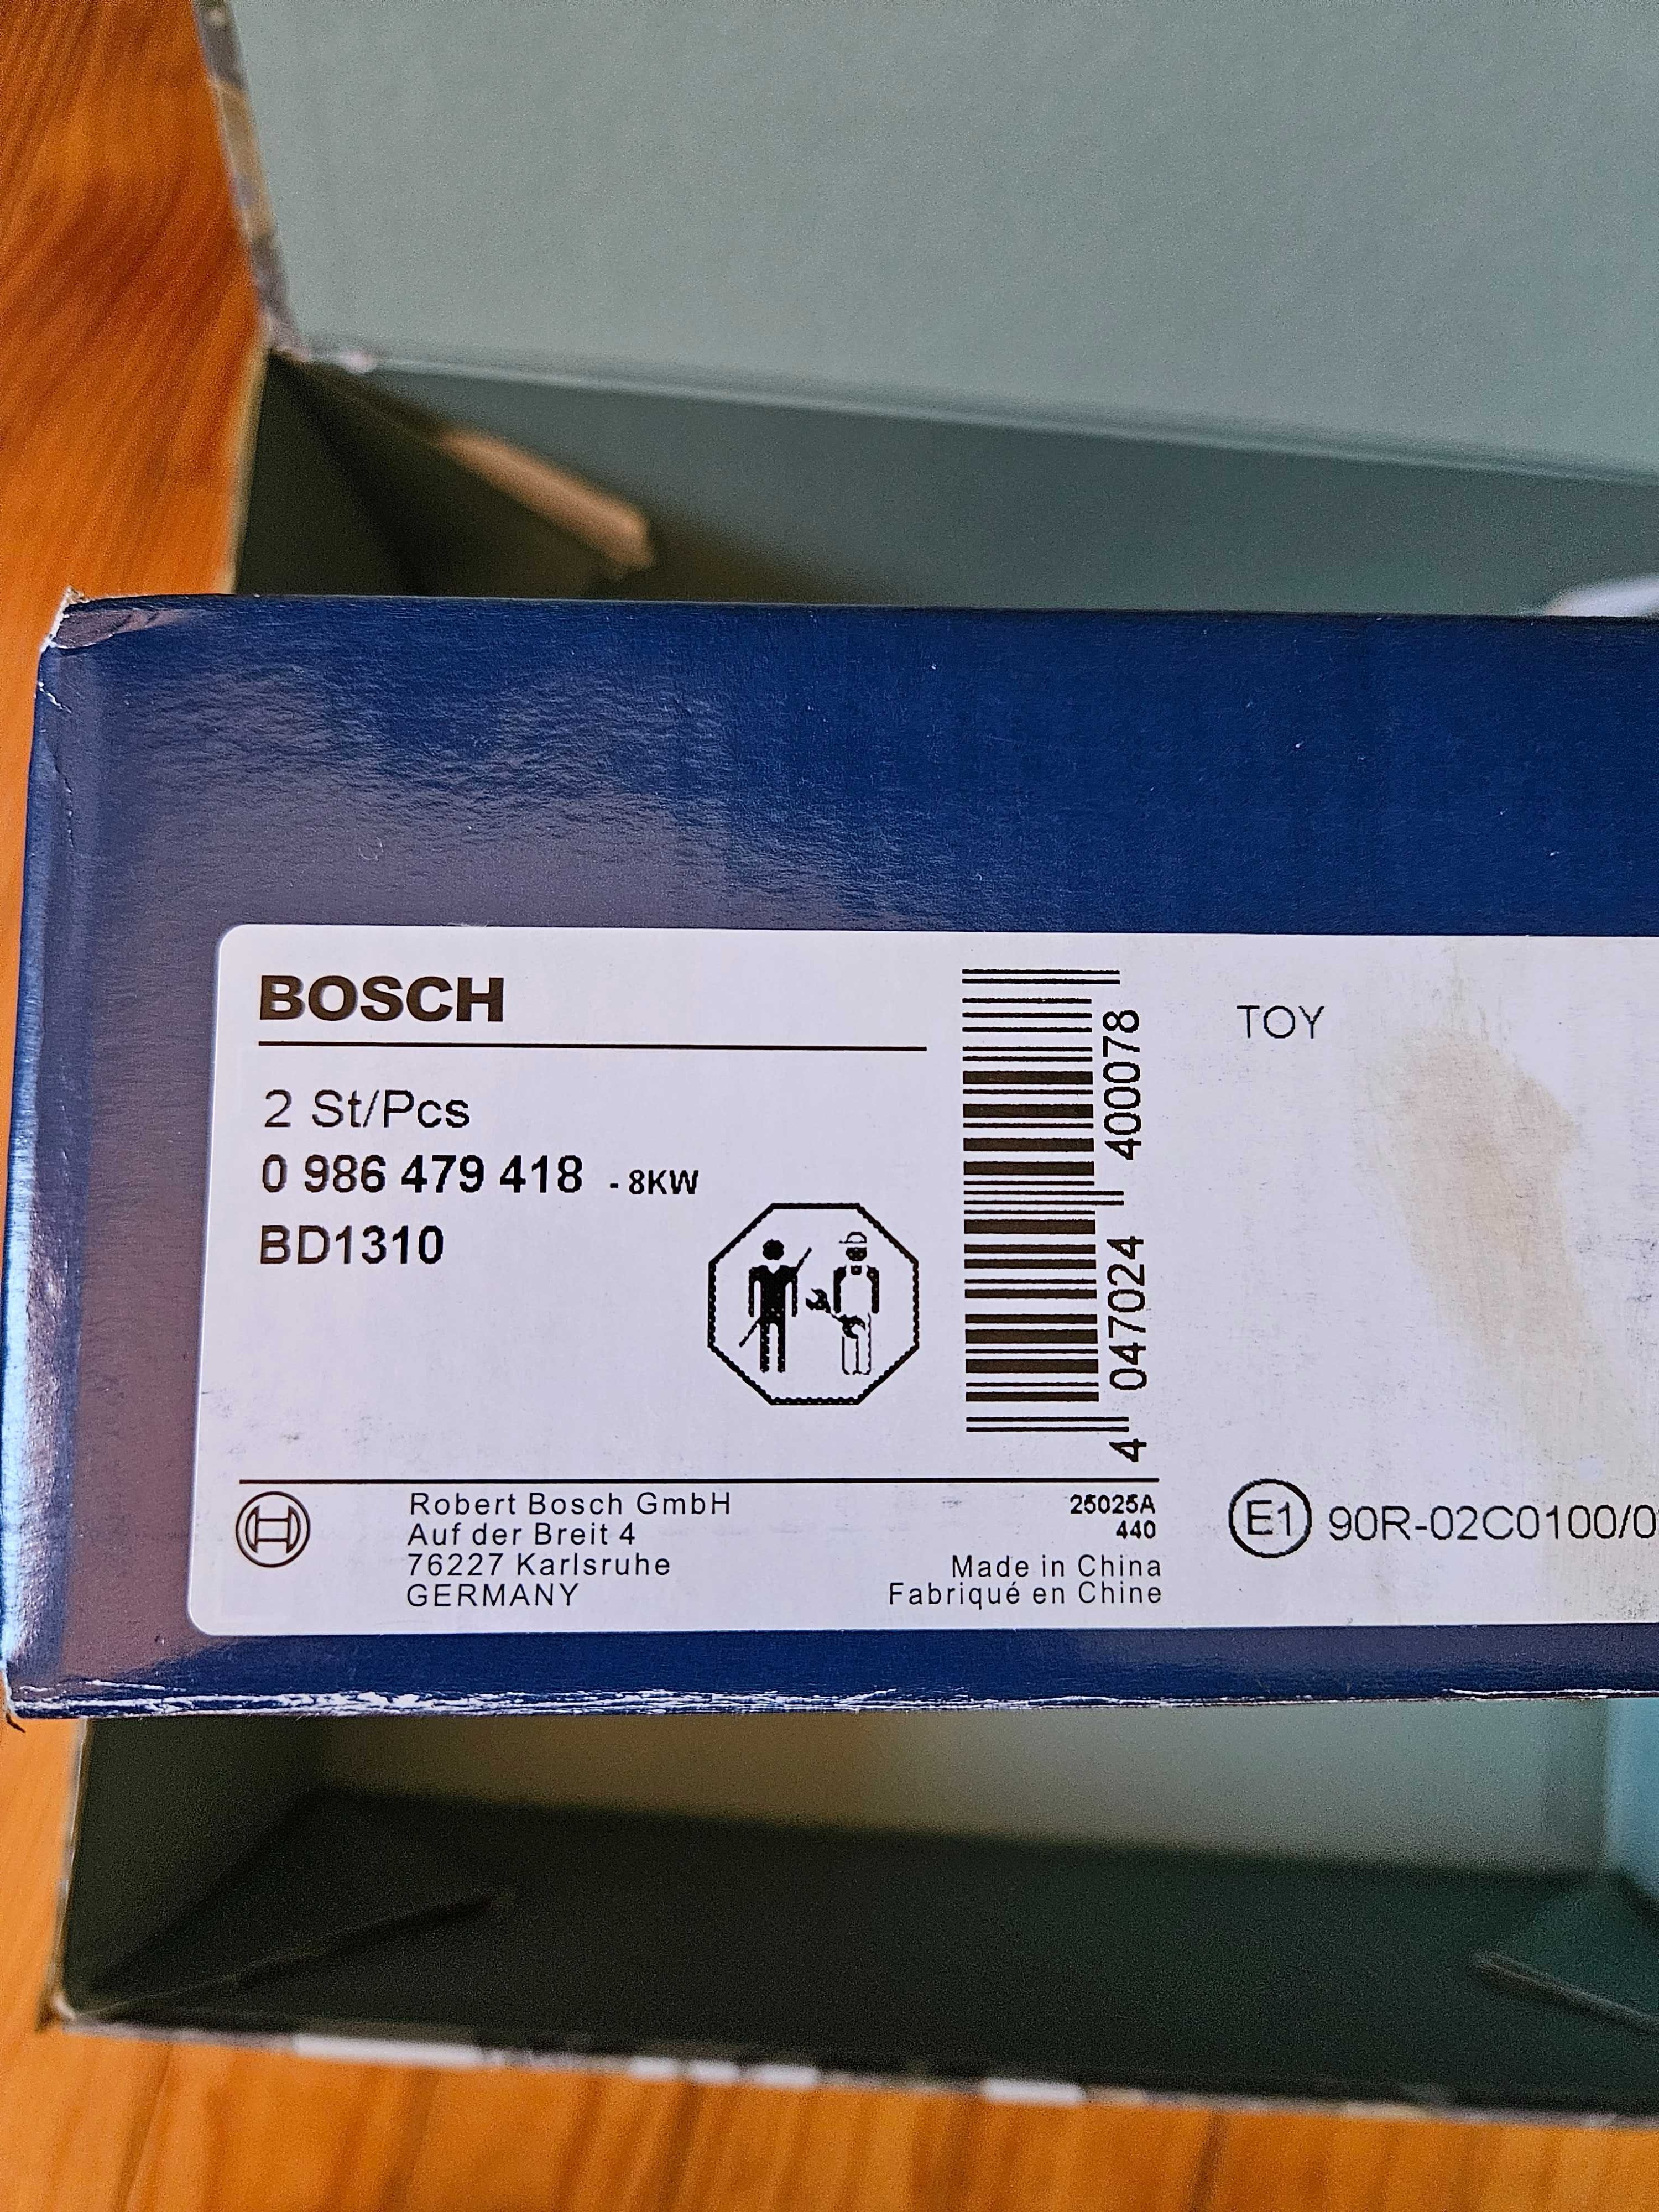 BOSCH
2 St/Pcs
0 986 479 418 - 8KW
BD1310
4 047024 400078
TOY
Robert Bosch GmbH
Auf der Breit 4
76227 Karlsruhe
GERMANY
25025A
440
Made in China
Fabriqué en Chine
E1 90R-02C0100/0